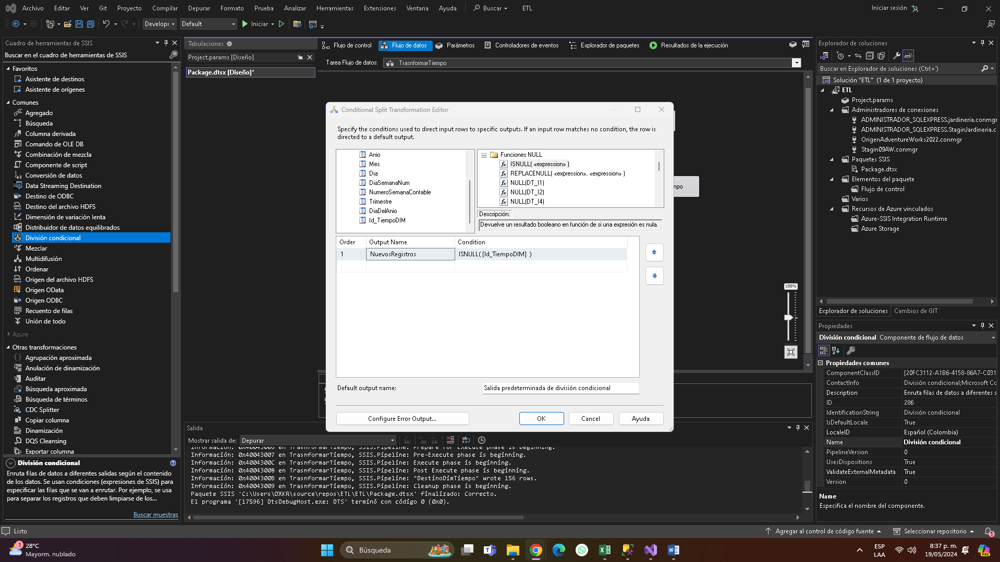 Archivo Editar Ver Git Proyecto Compilar Depurar Formato Prueba Analizar Herramientas Extensiones Ventana Ayuda Buscar ETL Iniciar sesión
Develop Default Iniciar
Cuadro de herramientas de SSIS
Buscar en el cuadro de herramientas de SSIS
Favoritos
Asistente de destinos
Asistente de orígenes
Comunes
Agregado
Búsqueda
Columna derivada
Comando de OLE DB
Combinación de mezcla
Componente de script
Conversión de datos
Data Streaming Destination
Destino de ODBC
Destino del archivo HDFS
Dimensión de variación lenta
Distribuidor de datos equilibrados
División condicional
Mezclar
Multidifusión
Ordenar
Origen del archivo HDFS
Origen OData
Origen ODBC
Recuento de filas
Unión de todo
Azure
Otras transformaciones
Agrupación aproximada
Anulación de dinamización
Auditar
Búsqueda aproximada
Búsqueda de términos
CDC Splitter
Copiar columna
Dinamización
DQS Cleansing
Exportar columna
División condicional
Enruta filas de datos a diferentes salidas según el contenido
de los datos. Se usan condiciones (expresiones de SSIS) para
especificar las filas que se van a enrutar. Por ejemplo, se usa
para separar los registros que deben limpiarse de los...
Buscar muestras
Tabulaciones
Project.params [Diseño]
Package.dtsx [Diseño]*
Flujo de control Flujo de datos Parámetros Controladores de eventos Explorador de paquetes Resultados de la ejecución
Tarea Flujo de datos: TrasnformarTiempo
Conditional Split Transformation Editor
Specify the conditions used to direct input rows to specific outputs. If an input row matches no condition, the row is
directed to a default output.
Anio
Mes
Dia
DiaSemanaNum
NumeroSemanaContable
Trimestre
DiaDelAnio
Id_TiempoDIM
Funciones NULL
ISNULL( «expression» )
REPLACENULL( «expression», «expression» )
NULL(DT_I1)
NULL(DT_I2)
NULL(DT_I4)
Descripción:
Devuelve un resultado booleano en función de si una expresión es nula.
Order Output Name Condition
1 NuevosRegistros ISNULL( [Id_TiempoDIM] )
Default output name: Salida predeterminada de división condicional
Configure Error Output... OK Cancel Ayuda
mpo
100%
Salida
Mostrar salida de: Depurar
Información: 0x40043006 en TrasnformarTiempo, SSIS.Pipeline: Prepare for Execute phase is beginning.
Información: 0x40043007 en TrasnformarTiempo, SSIS.Pipeline: Pre-Execute phase is beginning.
Información: 0x4004300C en TrasnformarTiempo, SSIS.Pipeline: Execute phase is beginning.
Información: 0x40043008 en TrasnformarTiempo, SSIS.Pipeline: Post Execute phase is beginning.
Información: 0x4004300B en TrasnformarTiempo, SSIS.Pipeline: "DestinoDimTiempo" wrote 156 rows.
Información: 0x40043009 en TrasnformarTiempo, SSIS.Pipeline: Cleanup phase is beginning.
Paquete SSIS 'C:\Users\OXKR\source\repos\ETL\ETL\Package.dtsx' finalizado: Correcto.
El programa '[17596] DtsDebugHost.exe: DTS' terminó con código 0 (0x0).
Explorador de soluciones
Buscar en Explorador de soluciones (Ctrl+´)
Solución "ETL" (1 de 1 proyecto)
ETL
Project.params
Administradores de conexiones
ADMINISTRADOR_SQLEXPRESS.jardineria.conmgr
ADMINISTRADOR_SQLEXPRESS.StaginJardineria.c
OrigenAdventureWorks2022.conmgr
Stagin09AW.conmgr
Paquetes SSIS
Package.dtsx
Elementos del paquete
Flujo de control
Varios
Recursos de Azure vinculados
Azure-SSIS Integration Runtime
Azure Storage
Explorador de soluciones Cambios de GIT
Propiedades
División condicional Componente de flujo de datos
Propiedades comunes
ComponentClassID {20FC3112-A1B6-4158-86A7-C031
ContactInfo División condicional;Microsoft Co
Description Enruta filas de datos a diferentes s
ID 286
IdentificationString División condicional
IsDefaultLocale True
LocaleID Español (Colombia)
Name División condicional
PipelineVersion 0
UsesDispositions True
ValidateExternalMetadata True
Version 0
Name
Especifica el nombre del componente.
Listo Agregar al control de código fuente Seleccionar repositorio 1
1 28°C
Mayorm. nublado
Búsqueda
ESP
LAA
8:37 p. m.
19/05/2024
PRE